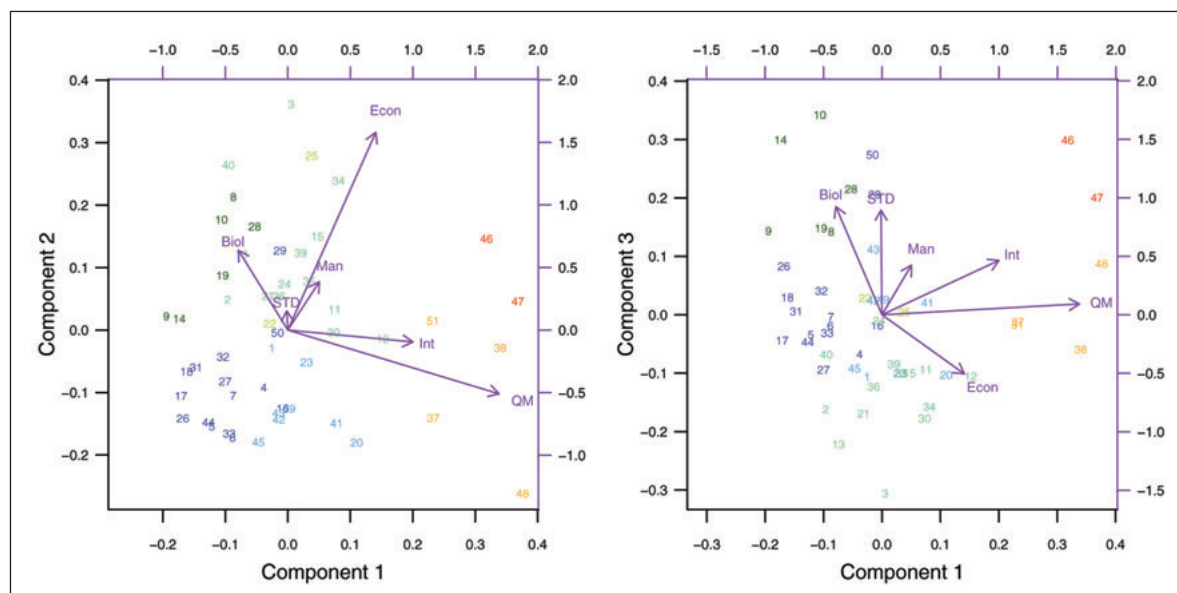 −1.0 −0.5 0.0 0.5 1.0 1.5 2.0
0.4 2.0
3
Econ
0.3 1.5
25
40 34
8
0.2 1.0
10 28
15 46
Biol 29 39
0.1 Man 0.5
9 24
2
STD 11 47
9 14 22 51
0.0 50 30 12 0.0
1 Int 38
32 23
18 31
27 4
−0.1 17 7 QM −0.5
16
26 44 5 42 41 37
33 6 45 20
−0.2 −1.0
48
−0.2 −0.1 0.0 0.1 0.2 0.3 0.4
Component 1
Component 2
−1.5 −1.0 −0.5 0.0 0.5 1.0 1.5 2.0
0.4 2.0
10
0.3 14 46 1.5
50
28
0.2 Biol STD 47 1.0
9 19 8
Man
0.1 43 Int 0.5
26 48
18 32 22 41 QM
31 7
0.0 6 16 0.0
17 5 44 33 4 38
40
27 45 39 11
−0.1 1 15 20 12 −0.5
36 Econ
2 21 34
30
−0.2 13 −1.0
−0.3 3 −1.5
−0.3 −0.2 −0.1 0.0 0.1 0.2 0.3 0.4
Component 1
Component 3